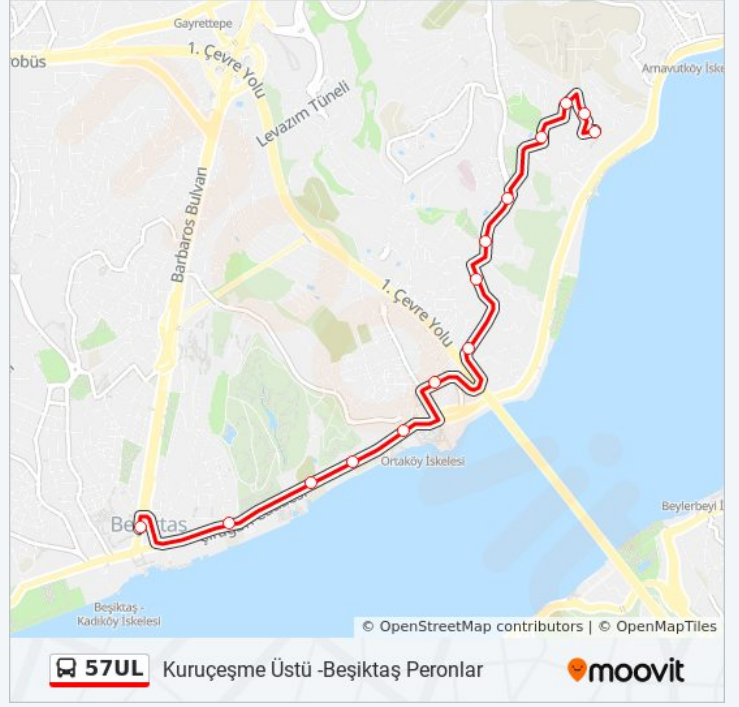 Gayrettepe
1. Çevre Yolu
obüs
Arnavutköy İske
Levazım Tüneli
Barbaros Bulvarı
1. Çevre Yolu
Ortaköy İskelesi
Beylerbeyi İ
Beşiktaş
Beşiktaş -
Kadıköy İskelesi
© OpenStreetMap contributors | © OpenMapTiles
57UL Kuruçeşme Üstü -Beşiktaş Peronlar
moovit